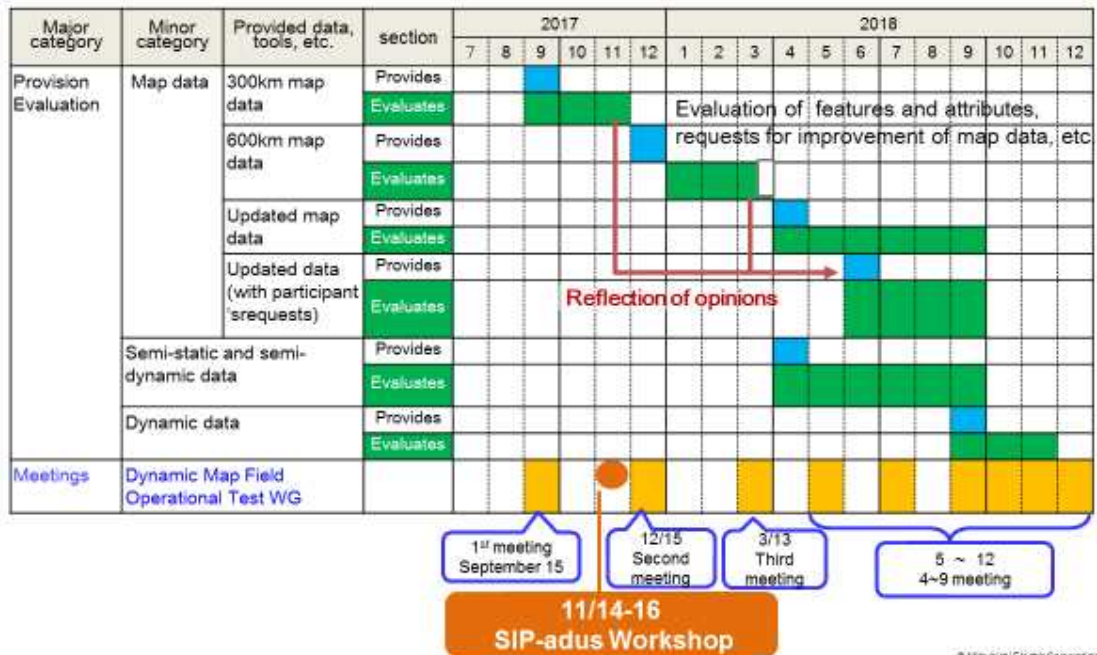 Major category
Minor category
Provided data, tools, etc.
section
2017
2018
7 8 9 10 11 12 1 2 3 4 5 6 7 8 9 10 11 12
Provision Evaluation
Map data
300km map data
Provides
Evaluates
Evaluation of features and attributes,
requests for improvement of map data, etc
600km map data
Provides
Evaluates
Updated map data
Provides
Evaluates
Updated data
(with participant
'srequests)
Provides
Evaluates
Reflection of opinions
Semi-static and semi-
dynamic data
Provides
Evaluates
Dynamic data
Provides
Evaluates
Meetings
Dynamic Map Field
Operational Test WG
1st meeting
September 15
12/15
Second
meeting
3/13
Third
meeting
5 ~ 12
4~9 meeting
11/14-16
SIP-adus Workshop